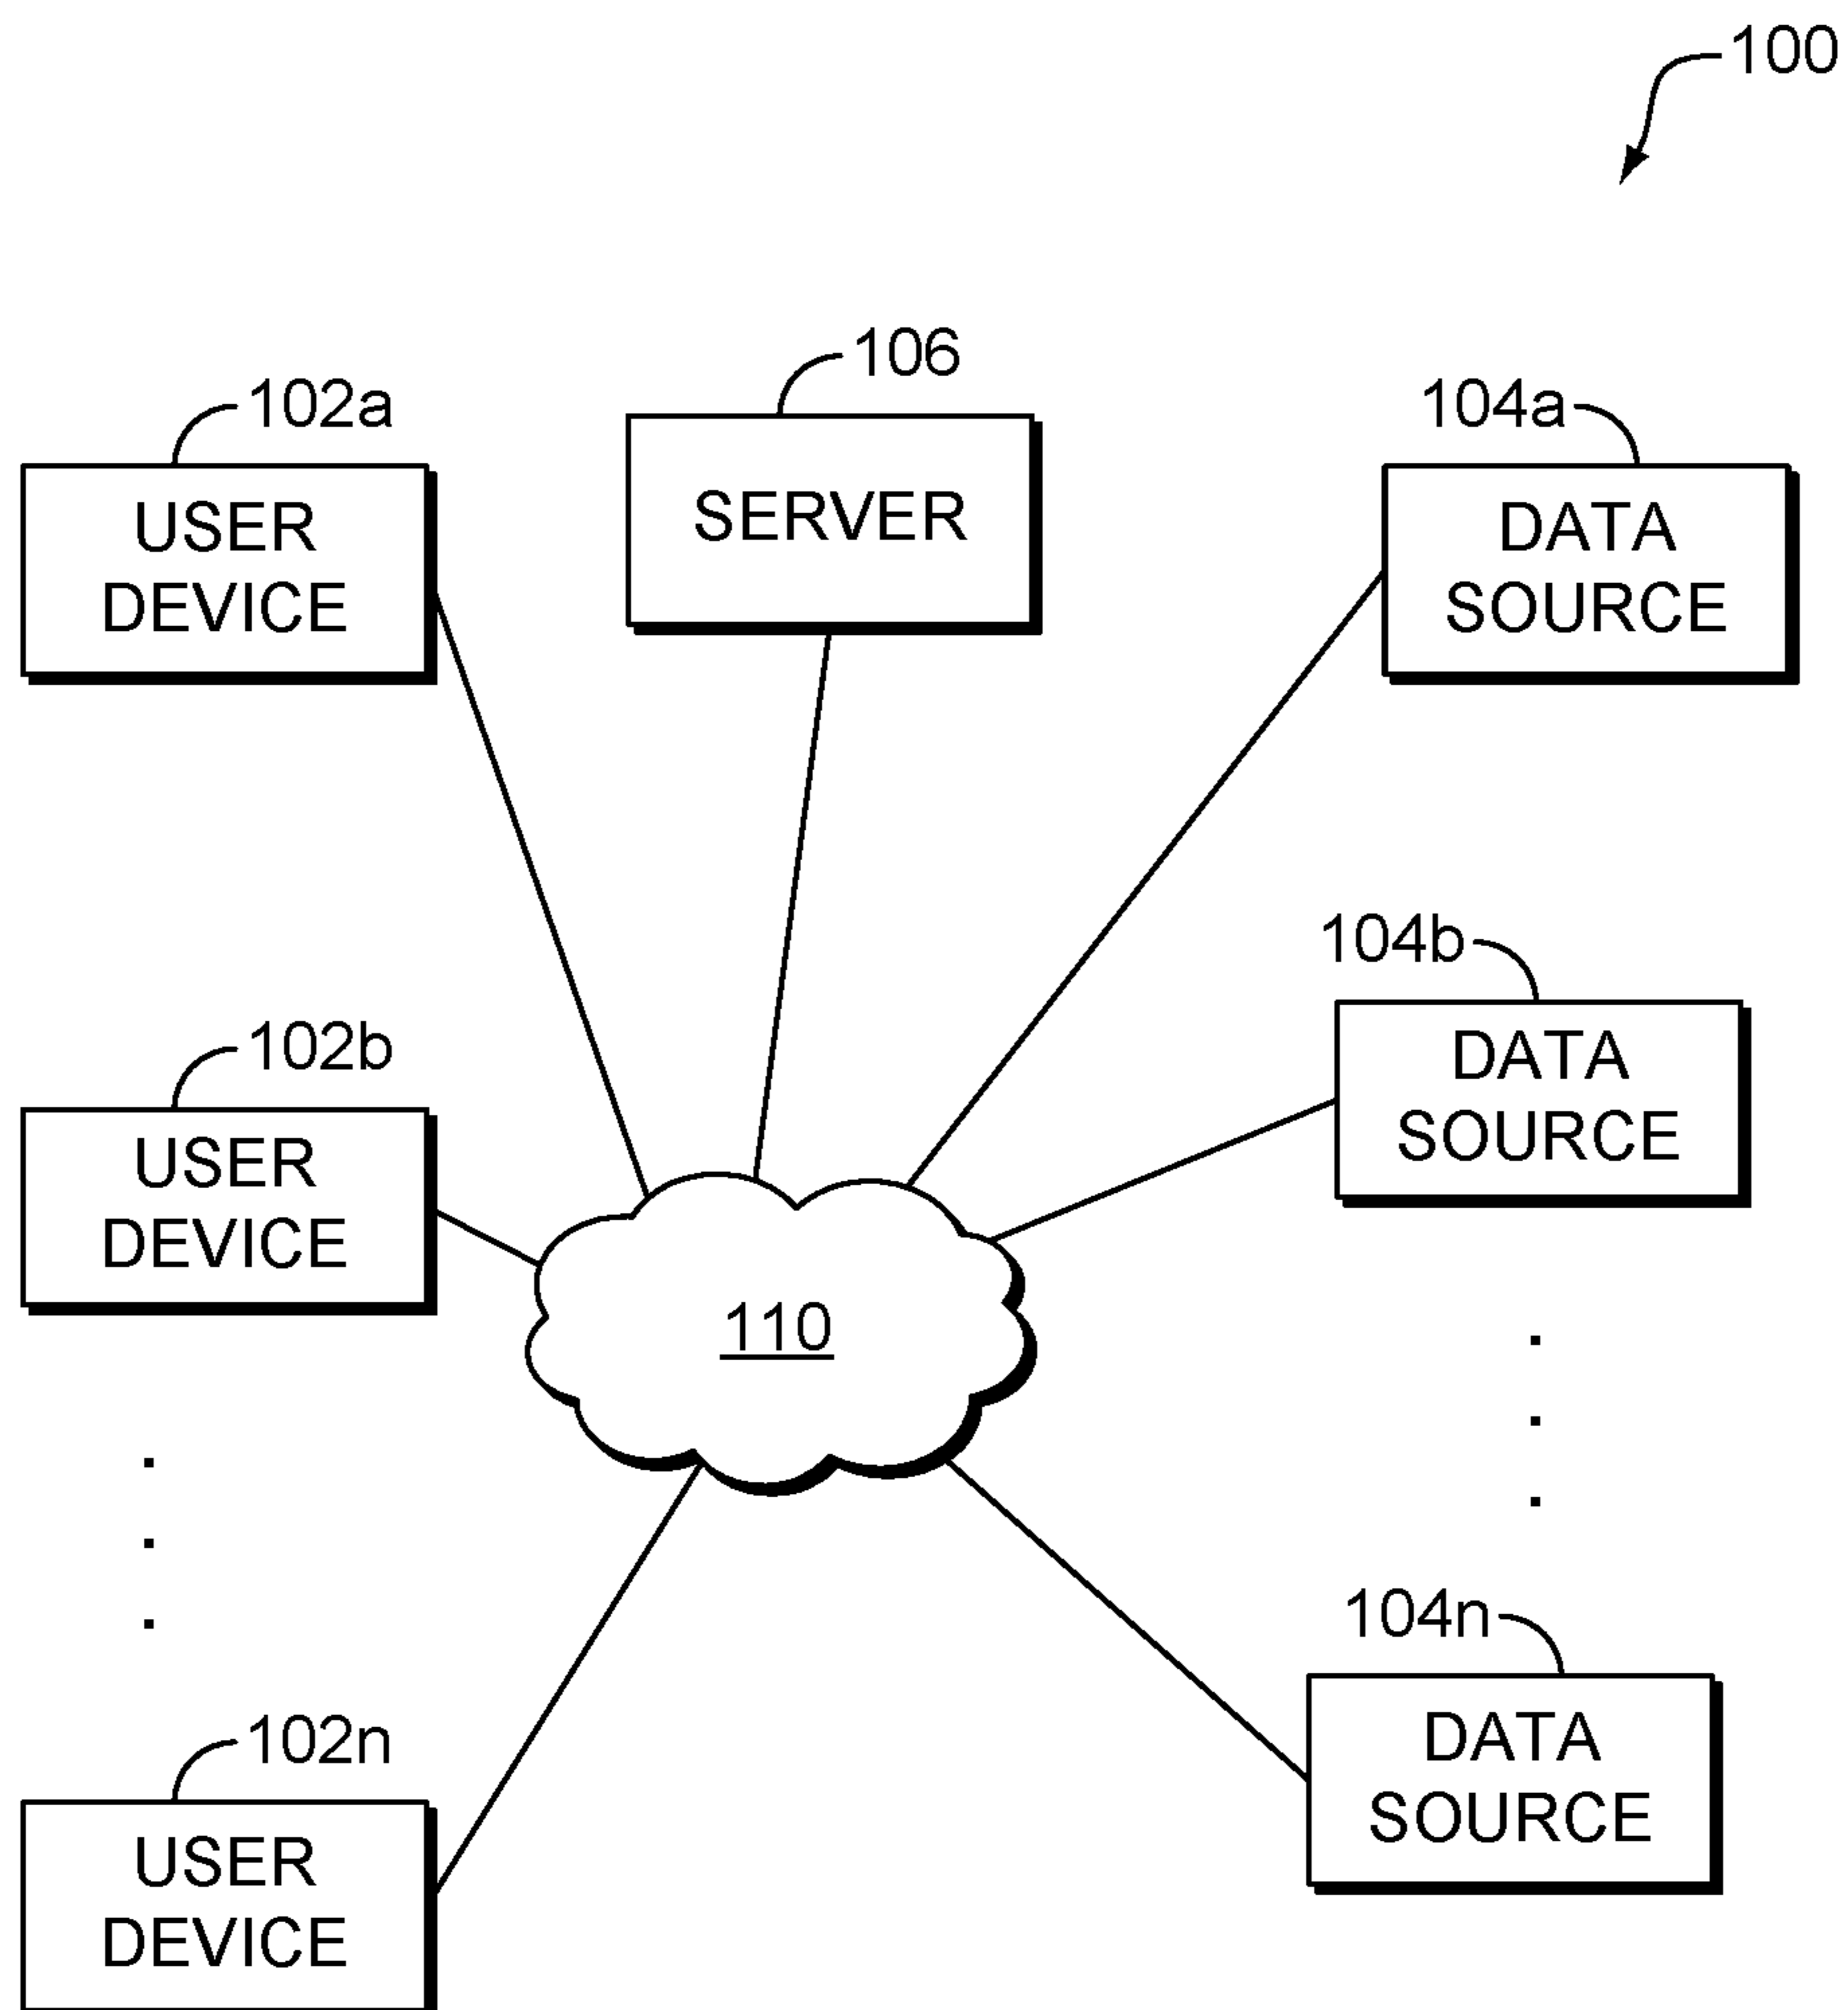 100
106
102a
104a
USER
DEVICE
SERVER
DATA
SOURCE
104b
DATA
SOURCE
102b
USER
DEVICE
110
104n
DATA
SOURCE
102n
USER
DEVICE